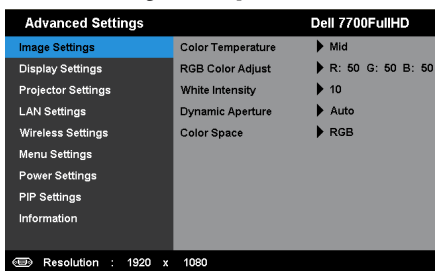 Advanced Settings Dell 7700FullHD
Image Settings Color Temperature Mid
Display Settings RGB Color Adjust R: 50 G: 50 B: 50
Projector Settings White Intensity 10
LAN Settings Dynamic Aperture Auto
Wireless Settings Color Space RGB
Menu Settings
Power Settings
PIP Settings
Information
Resolution : 1920 x 1080